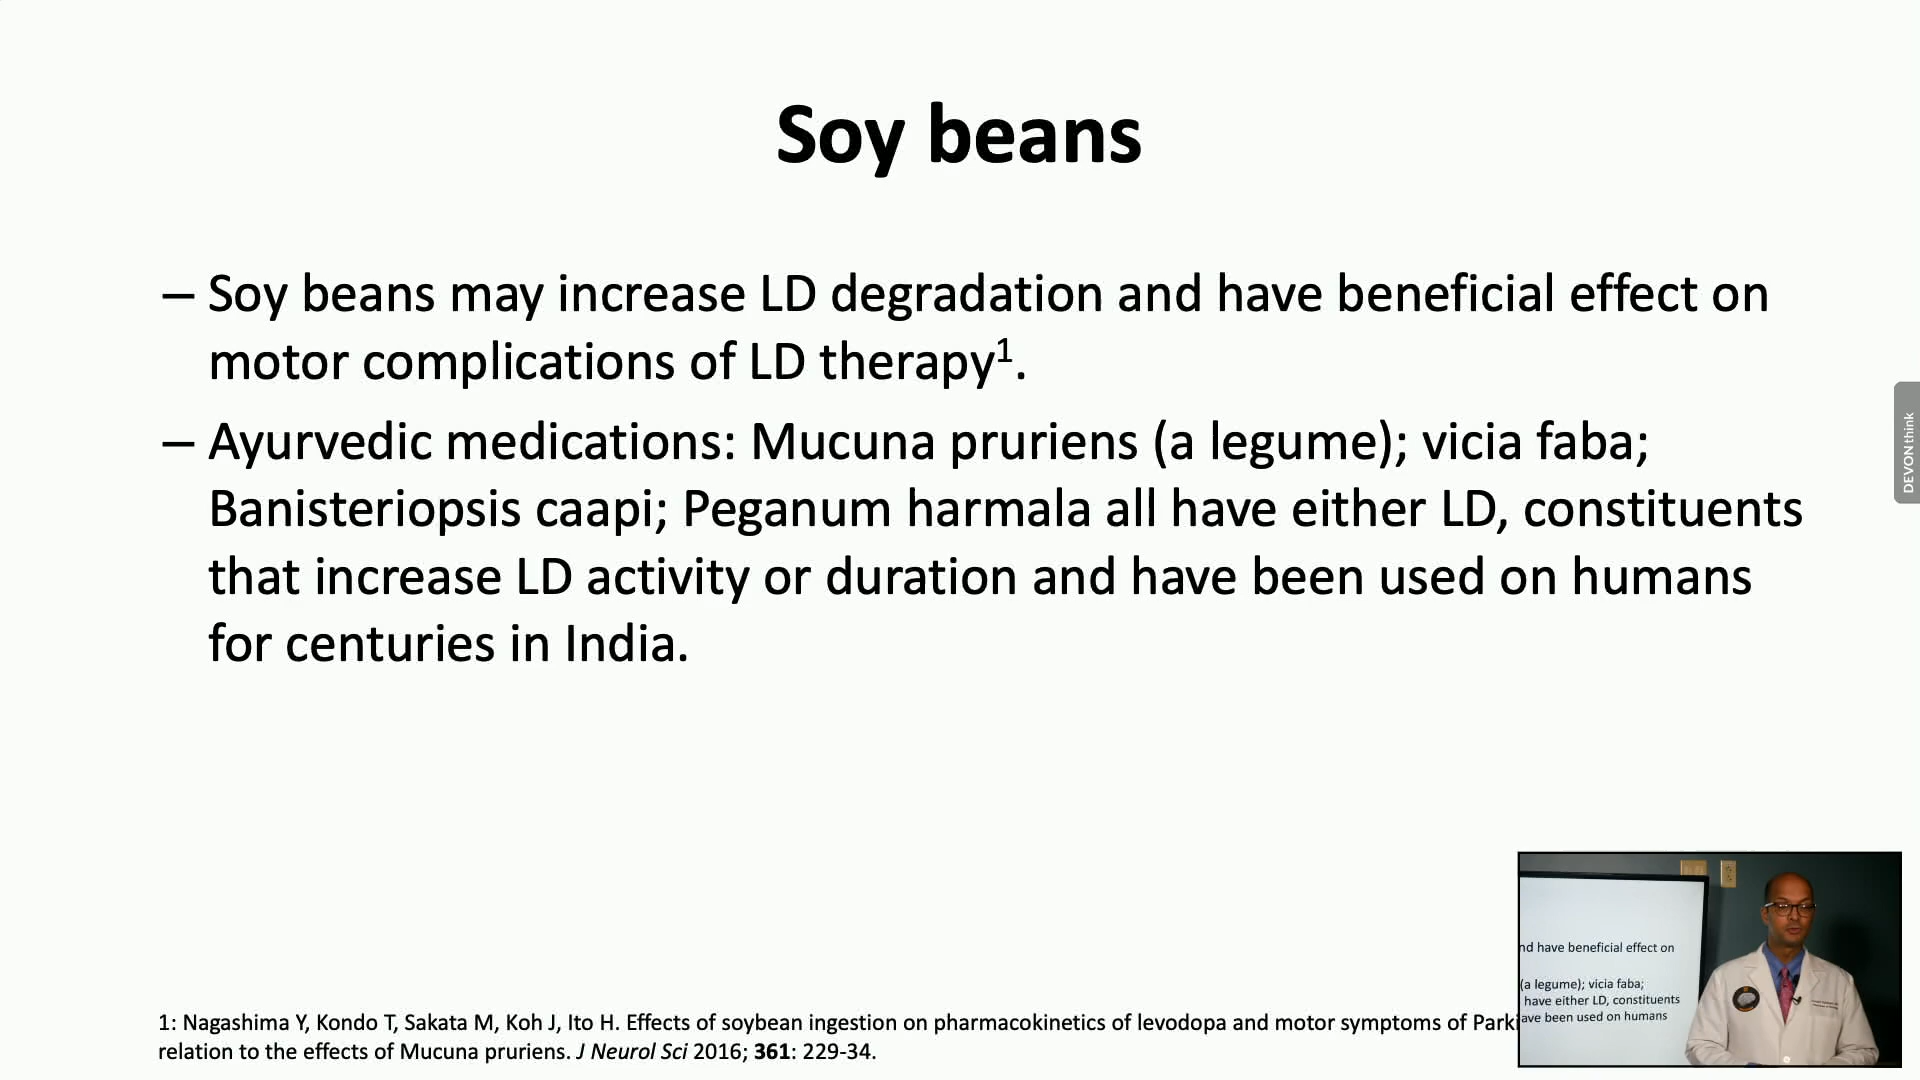 Soy beans
– Soy beans may increase LD degradation and have beneficial effect on
motor complications of LD therapy¹.
– Ayurvedic medications: Mucuna pruriens (a legume); vicia faba;
Banisteriopsis caapi; Peganum harmala all have either LD, constituents
that increase LD activity or duration and have been used on humans
for centuries in India.
DEVONthink
nd have beneficial effect on
(a legume); vicia faba;
have either LD, constituents
ave been used on humans
1: Nagashima Y, Kondo T, Sakata M, Koh J, Ito H. Effects of soybean ingestion on pharmacokinetics of levodopa and motor symptoms of Parki
relation to the effects of Mucuna pruriens. J Neurol Sci 2016; 361: 229-34.